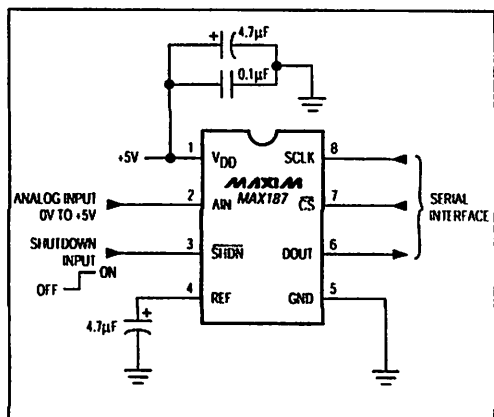 + 4.7µF
0.1µF
+5V
1 VDD SCLK 8
MAXIM
MAX187
ANALOG INPUT
0V TO +5V
2 AIN CS 7
SERIAL
INTERFACE
SHUTDOWN
INPUT
3 SHDN DOUT 6
ON
OFF
4 REF GND 5
4.7µF +